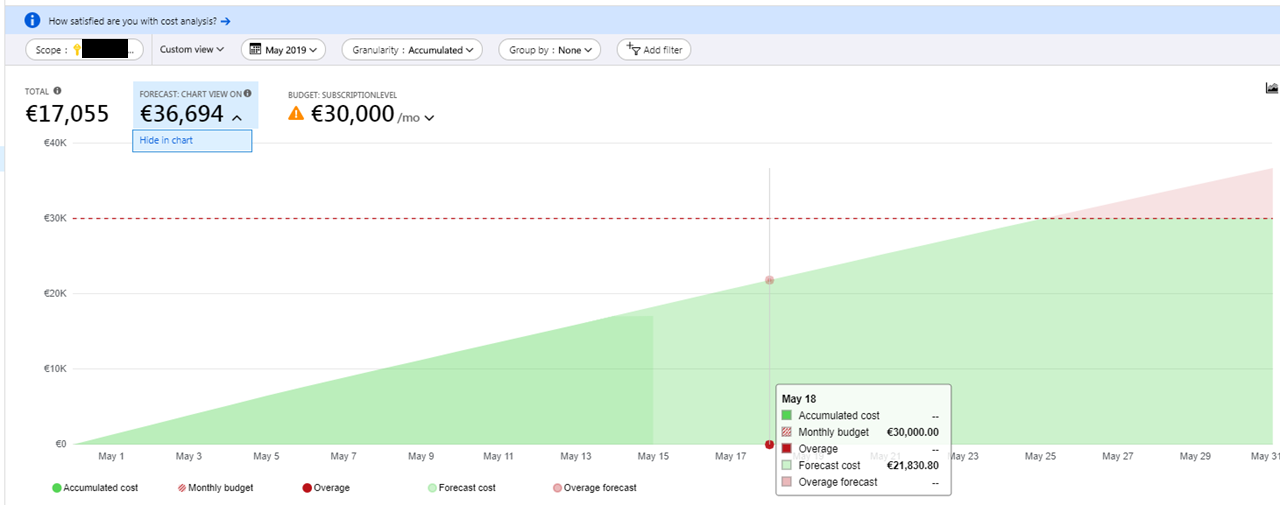 How satisfied are you with cost analysis? →
Scope : ... Custom view May 2019 Granularity : Accumulated Group by : None Add filter
TOTAL FORECAST: CHART VIEW ON BUDGET: SUBSCRIPTIONLEVEL
€17,055 €36,694 €30,000 /mo
Hide in chart
€40K
€30K
€20K
€10K
€0
May 18
Accumulated cost --
Monthly budget €30,000.00
Overage --
Forecast cost €21,830.80
Overage forecast --
May 1 May 3 May 5 May 7 May 9 May 11 May 13 May 15 May 17 May 19 May 21 May 23 May 25 May 27 May 29 May 31
Accumulated cost Monthly budget Overage Forecast cost Overage forecast